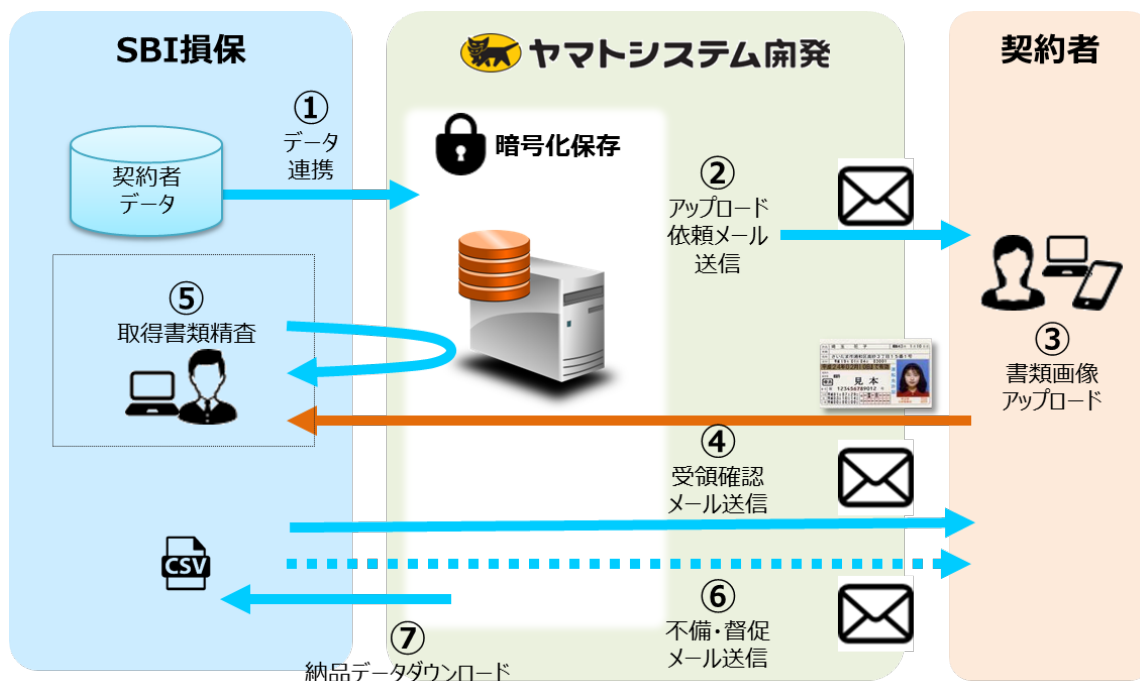 SBI損保
ヤマトシステム開発
契約者
①
データ
連携
契約者
データ
暗号化保存
②
アップロード
依頼メール
送信
③
書類画像
アップロード
⑤
取得書類精査
見本
④
受領確認
メール送信
CSV
⑥
不備・督促
メール送信
⑦
納品データダウンロード